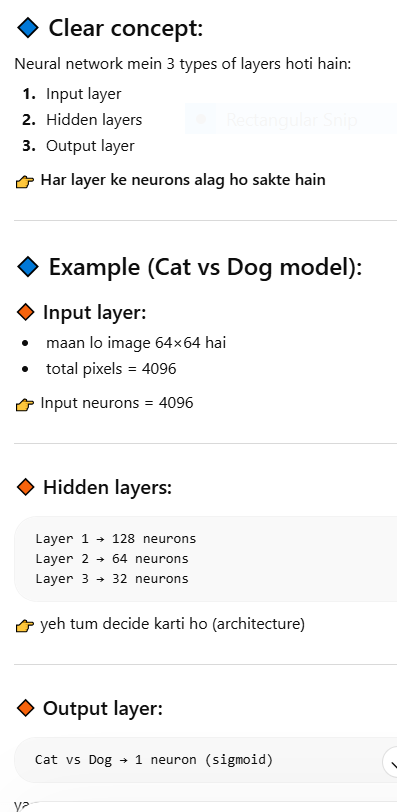 Clear concept:
Neural network mein 3 types of layers hoti hain:
1. Input layer
2. Hidden layers
Rectangular Snip
3. Output layer
👉 Har layer ke neurons alag ho sakte hain
Example (Cat vs Dog model):
Input layer:
• maan lo image 64×64 hai
• total pixels = 4096
👉 Input neurons = 4096
Hidden layers:
Layer 1 → 128 neurons
Layer 2 → 64 neurons
Layer 3 → 32 neurons
👉 yeh tum decide karti ho (architecture)
Output layer:
Cat vs Dog → 1 neuron (sigmoid)